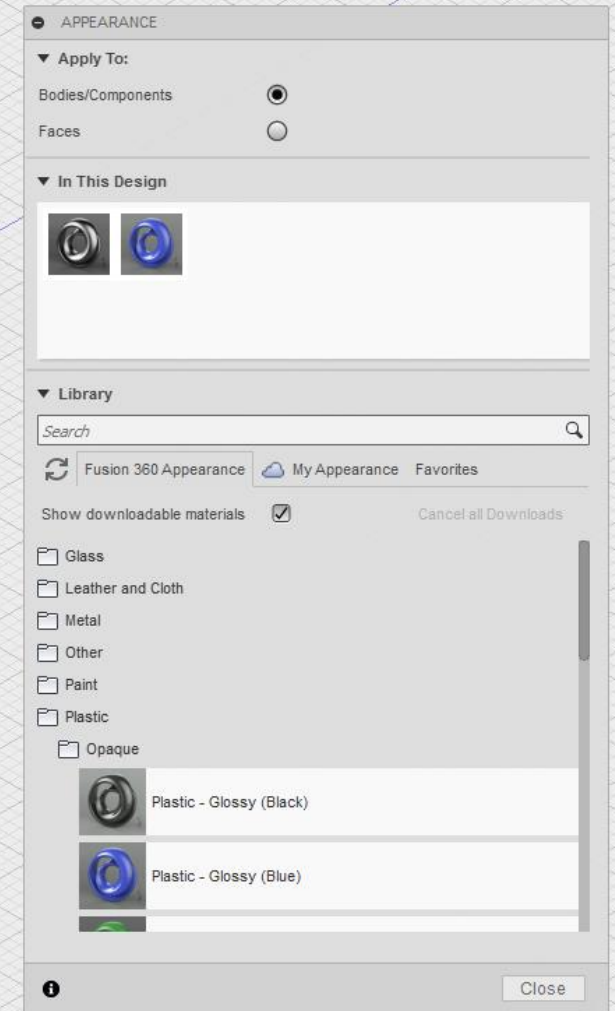 APPEARANCE
Apply To:
Bodies/Components
Faces
In This Design
Library
Search
Fusion 360 Appearance My Appearance Favorites
Show downloadable materials Cancel all Downloads
Glass
Leather and Cloth
Metal
Other
Paint
Plastic
Opaque
Plastic - Glossy (Black)
Plastic - Glossy (Blue)
Close